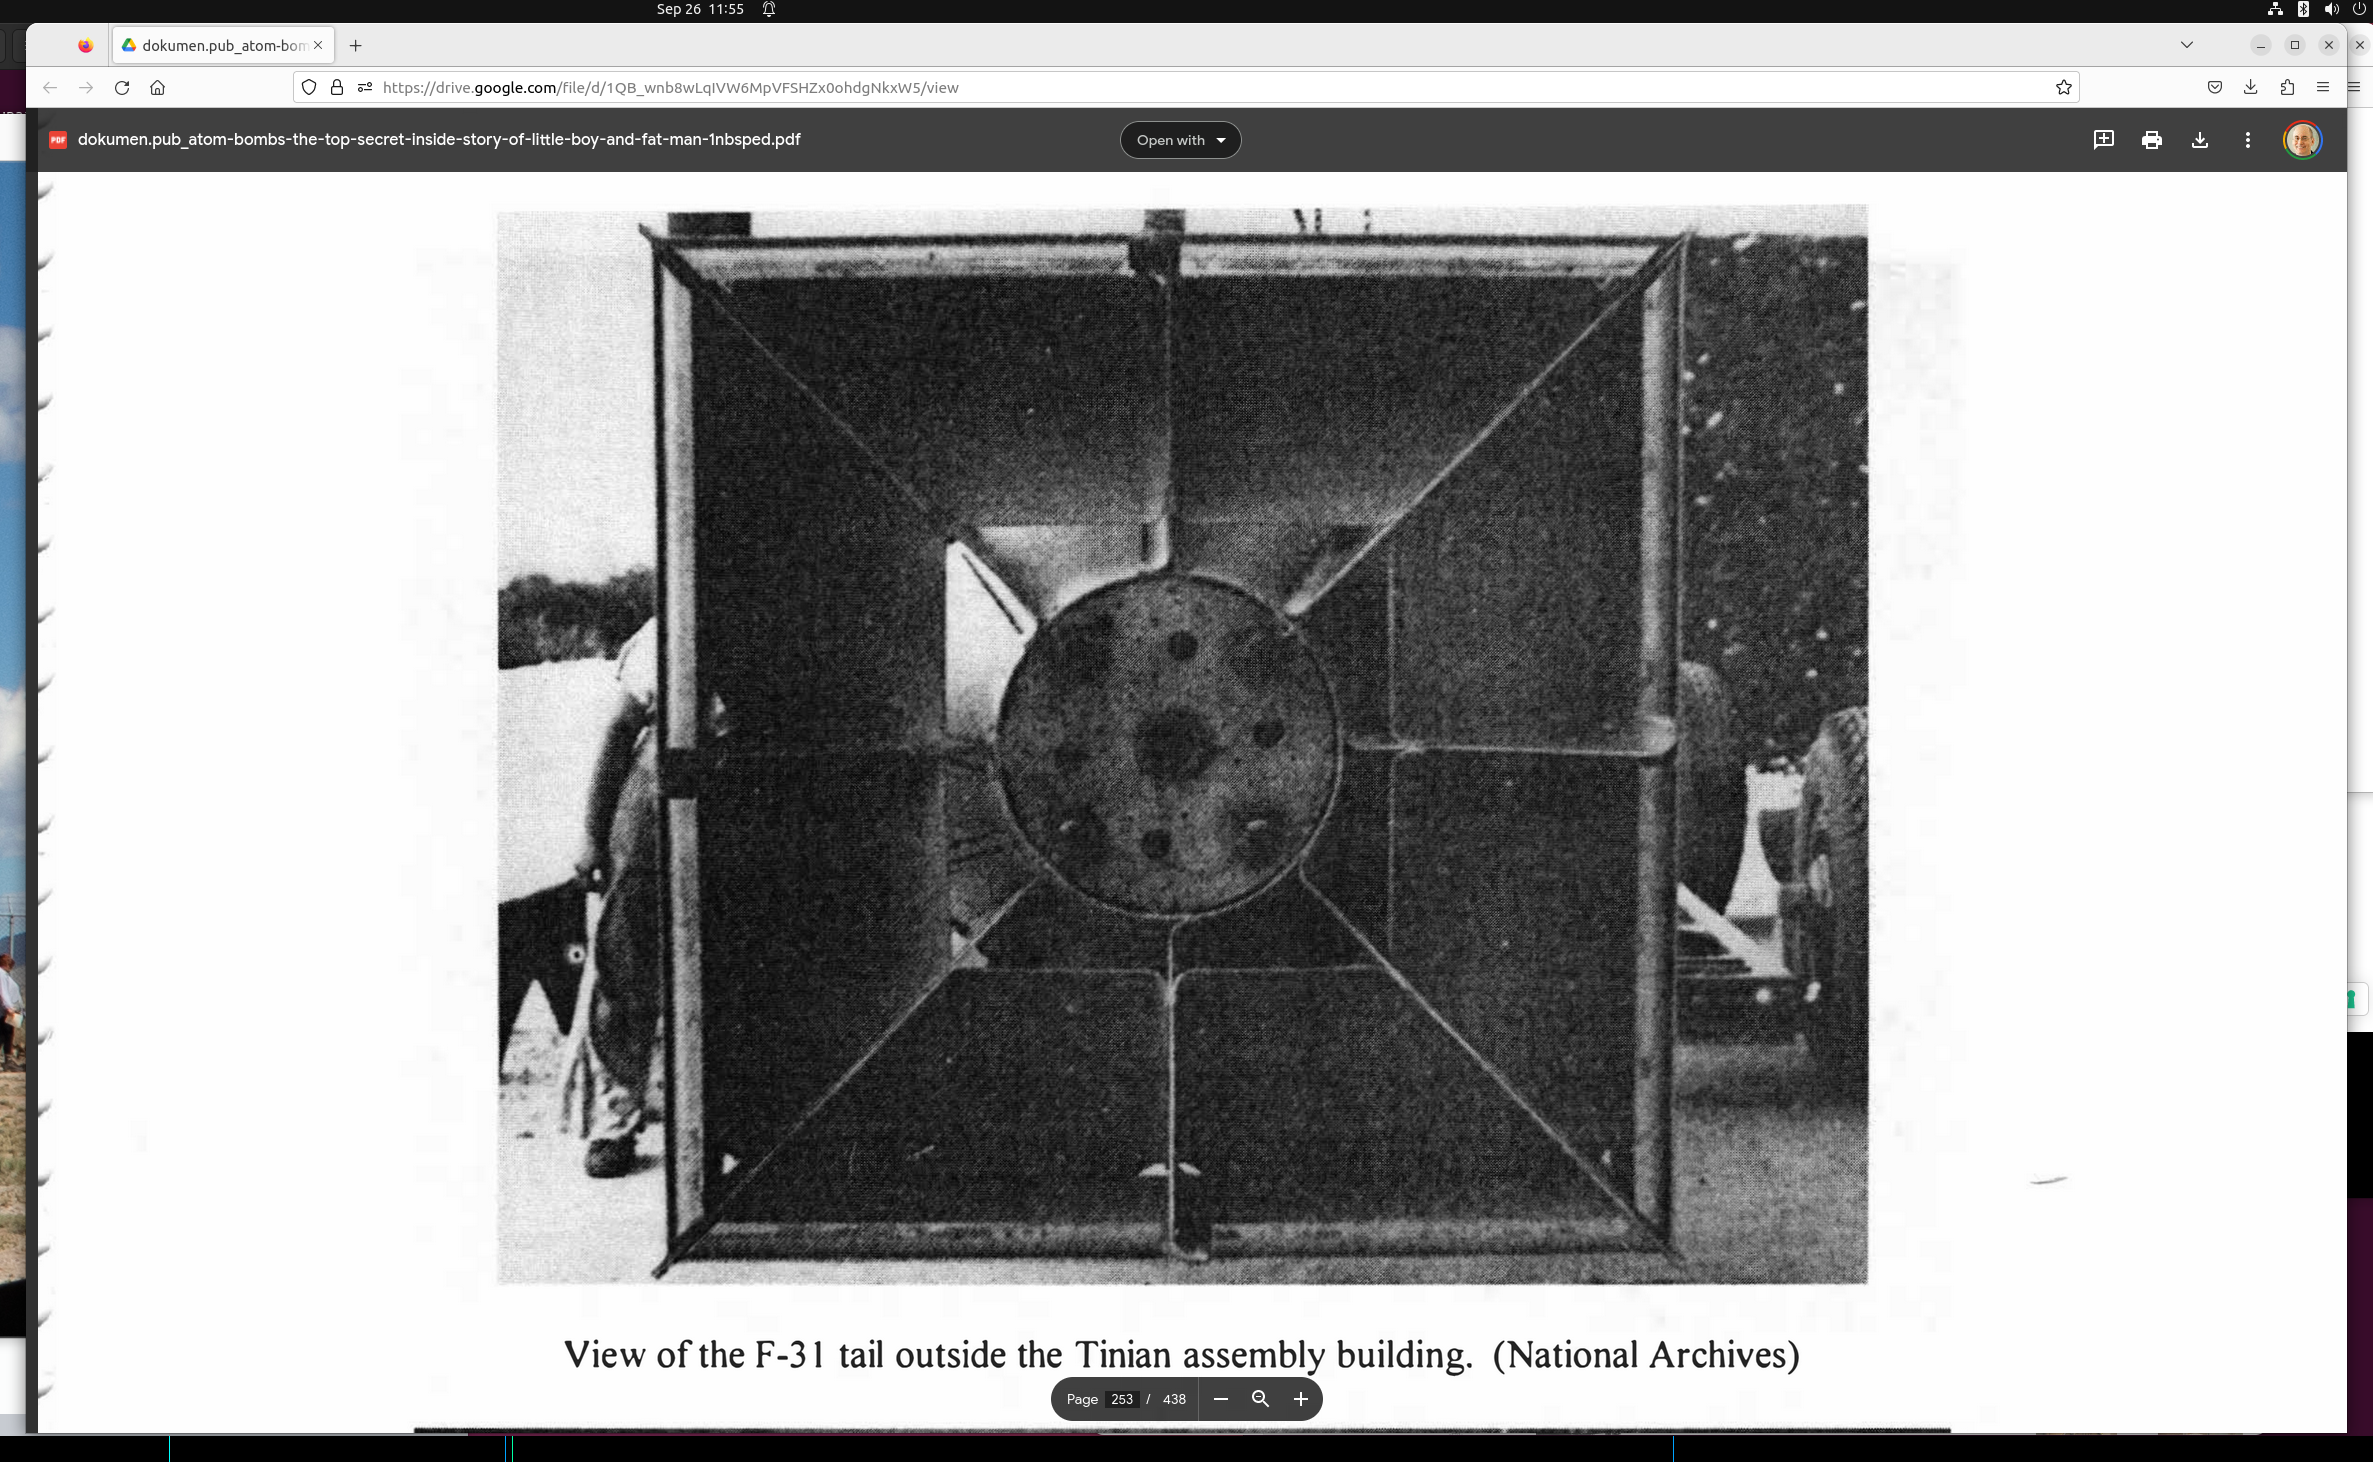 Sep 26 11:55
dokumen.pub_atom-bom
https://drive.google.com/file/d/1QB_wnb8wLqIVW6MpVFSHZx0ohdgNkxW5/view
PDF
dokumen.pub_atom-bombs-the-top-secret-inside-story-of-little-boy-and-fat-man-1nbsped.pdf
Open with
View of the F-31 tail outside the Tinian assembly building. (National Archives)
Page 253 / 438